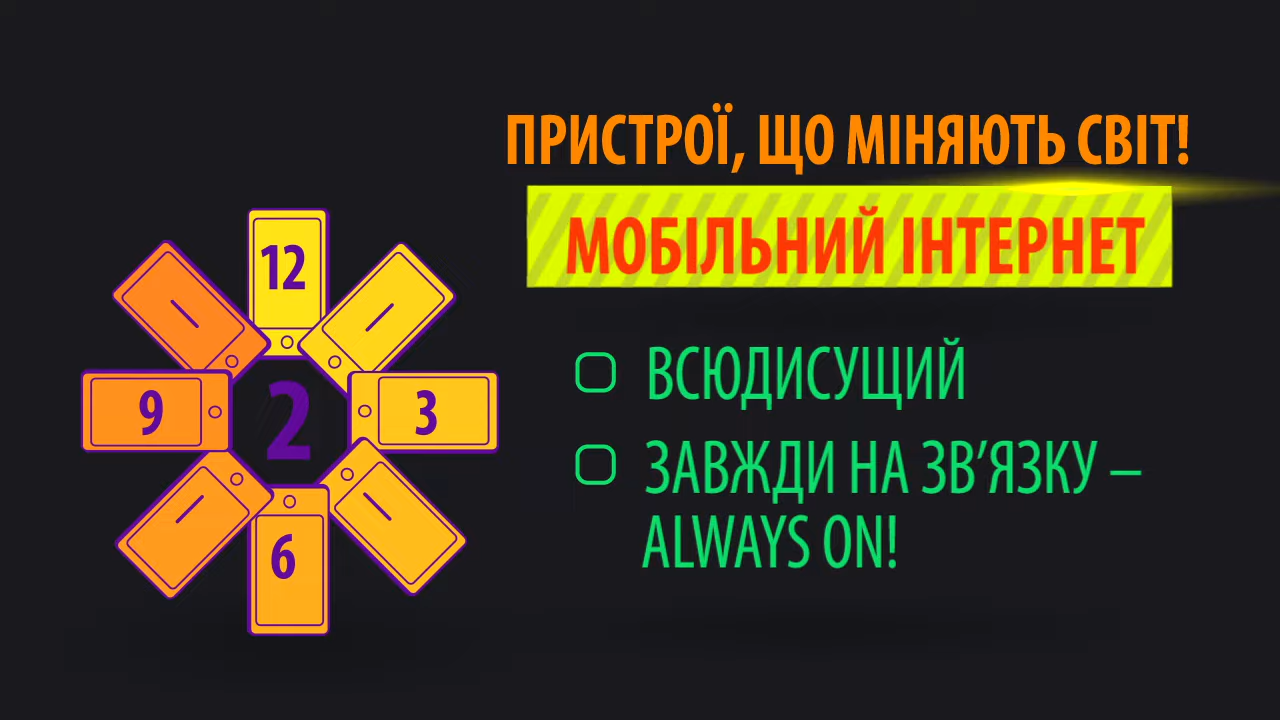 ПРИСТРОЇ, ЩО МІНЯЮТЬ СВІТ!
МОБІЛЬНИЙ ІНТЕРНЕТ
ВСЮДИСУЩИЙ
ЗАВЖДИ НА ЗВ’ЯЗКУ –
ALWAYS ON!
12
9
2
3
6